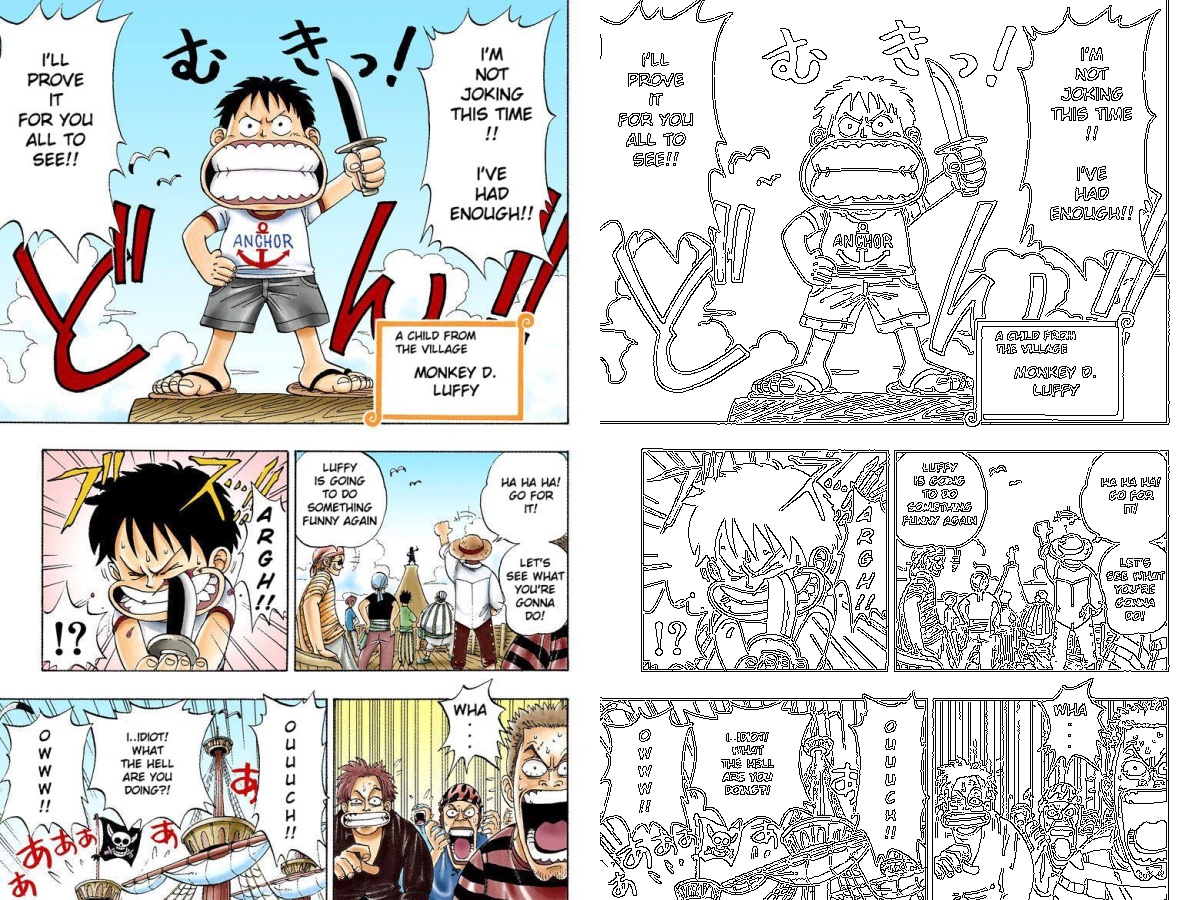 I'LL
PROVE
IT
FOR YOU
ALL TO
SEE!!
むきっ!
I'M
NOT
JOKING
THIS TIME
!!
I'VE
HAD
ENOUGH!!
ANCHOR
どん!!
A CHILD FROM
THE VILLAGE
MONKEY D.
LUFFY
ブスッ
ARGH!!
!?
LUFFY
IS GOING
TO DO
SOMETHING
FUNNY AGAIN
HA HA HA!
GO FOR
IT!
LET'S
SEE WHAT
YOU'RE
GONNA
DO!
OWWW!!
I..IDIOT!
WHAT
THE HELL
ARE YOU
DOING?!
OUUUCH!!
あ
あ
あああ
あ
WHA
...
I'LL
PROVE
IT
FOR YOU
ALL TO
SEE!!
むきっ!
I'M
NOT
JOKING
THIS TIME
!!
I'VE
HAD
ENOUGH!!
ANCHOR
どん!!
A CHILD FROM
THE VILLAGE
MONKEY D.
LUFFY
ARGH!!
!?
LUFFY
IS GOING
TO DO
SOMETHING
FUNNY AGAIN
HA HA HA!
GO FOR
IT!
LET'S
SEE WHAT
YOU'RE
GONNA
DO!
OWWW!!
I..IDIOT!
WHAT
THE HELL
ARE YOU
DOING?!
OUUUCH!!
あ
WHA
...